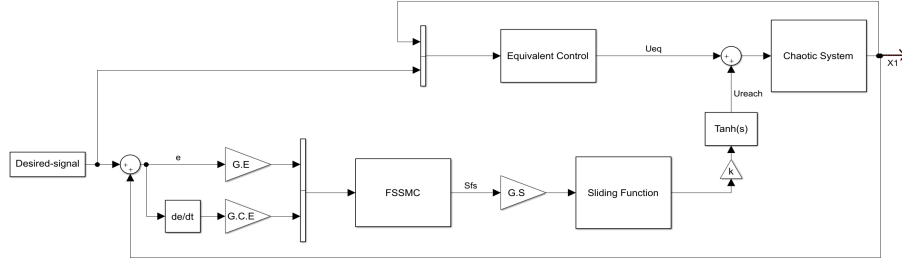 Equivalent Control
Ueq
+
+
Chaotic System
X1
Ureach
Tanh(s)
Desired-signal
+
+
e
G.E
k
FSSMC
Sfs
G.S
Sliding Function
de/dt
G.C.E